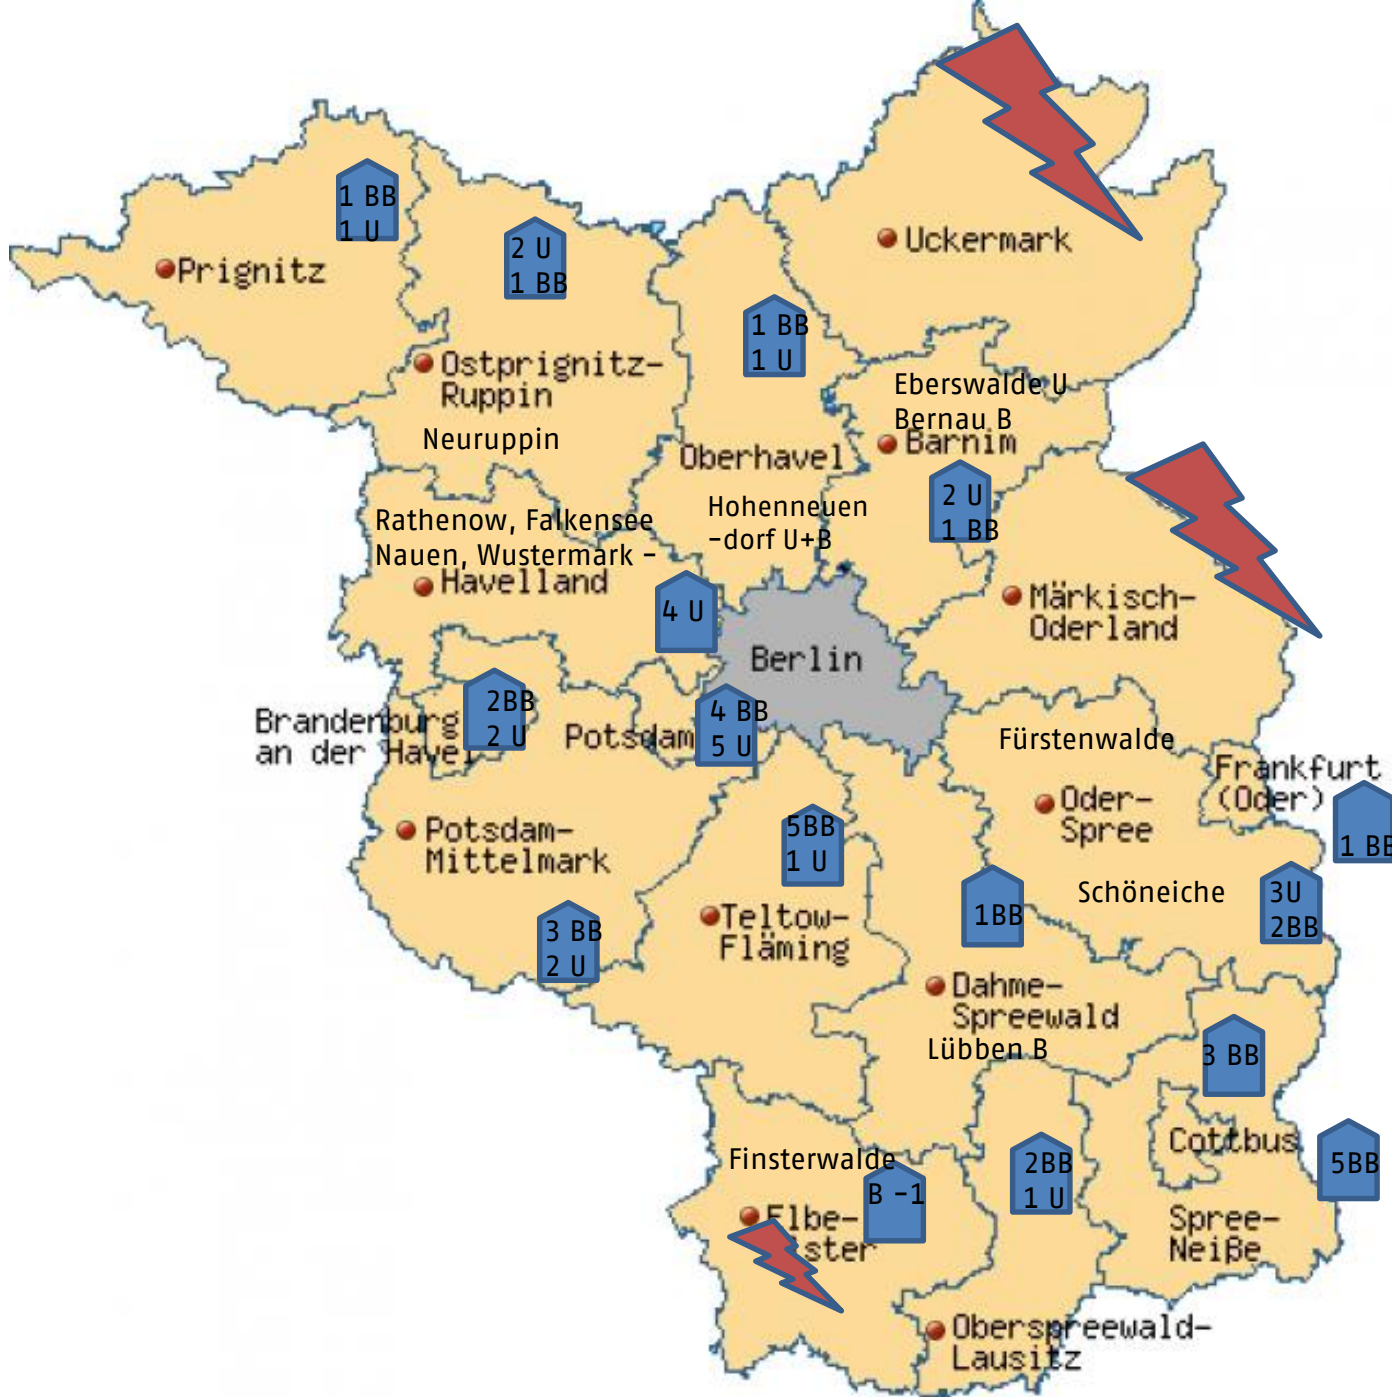 1 BB
1 U
Prignitz
2 U
1 BB
Ostprignitz-
Ruppin
Neuruppin
1 BB
1 U
Oberhavel
Hohenneuen
-dorf U+B
Uckermark
Eberswalde U
Bernau B
Barnim
2 U
1 BB
Rathenow, Falkensee
Nauen, Wustermark -
Havelland
4 U
Märkisch-
Oderland
Berlin
Brandenburg
an der Havel
2BB
2 U
Potsdam
4 BB
5 U
Fürstenwalde
Frankfurt
(Oder)
1 BB
Oder-
Spree
Schöneiche
3U
2BB
Potsdam-
Mittelmark
3 BB
2 U
5BB
1 U
Teltow-
Fläming
1BB
Dahme-
Spreewald
Lübben B
3 BB
Cottbus
5BB
Spree-
Neiße
Finsterwalde
B -1
Elbe-
Elster
2BB
1 U
Oberspreewald-
Lausitz